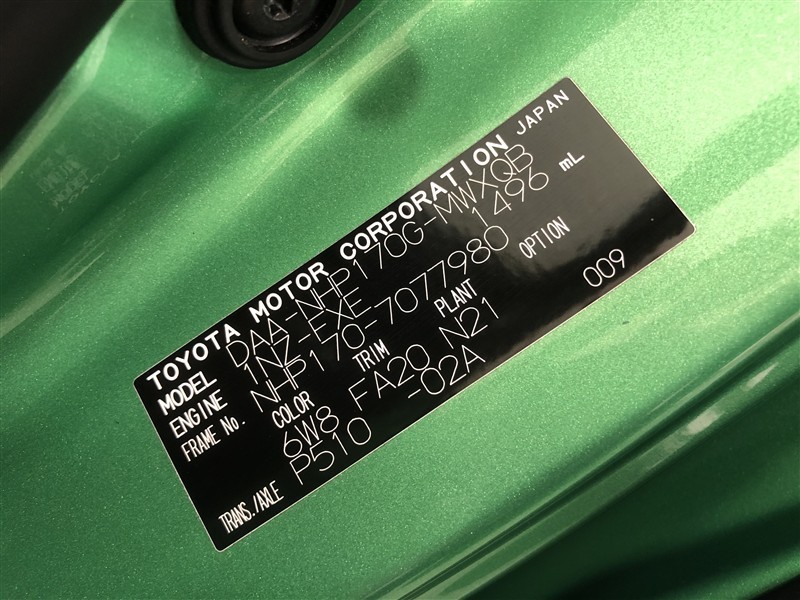 TOYOTA MOTOR CORPORATION JAPAN
MODEL DAA-NHP170G-MWXQB
ENGINE 1NZ-EXE 1496 mL
FRAME No. NHP170-7077980
COLOR TRIM PLANT OPTION
6W8 FA20 N21 009
TRANS./AXLE P510 -02A